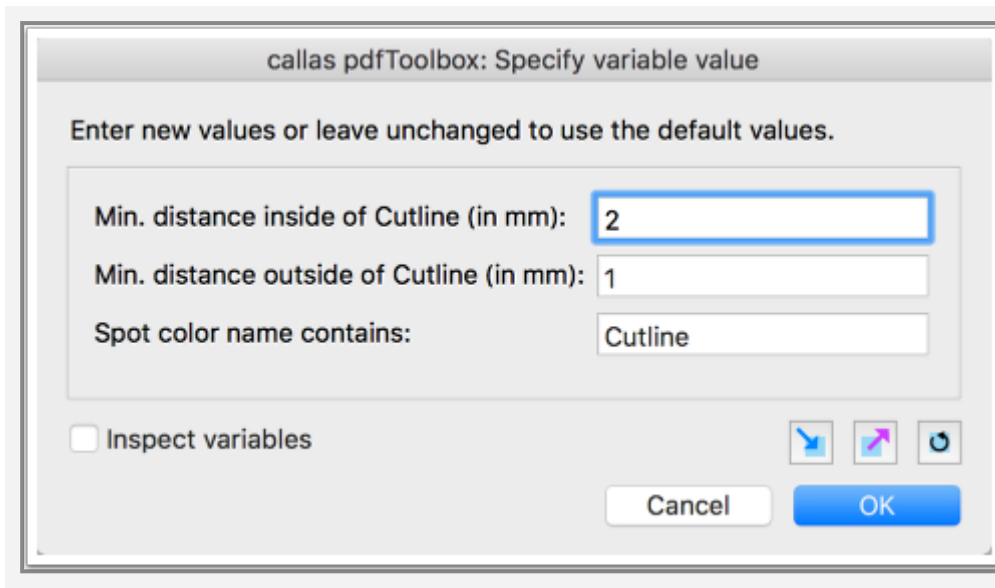 callas pdfToolbox: Specify variable value
Enter new values or leave unchanged to use the default values.
Min. distance inside of Cutline (in mm): 2
Min. distance outside of Cutline (in mm): 1
Spot color name contains: Cutline
Inspect variables
Cancel OK